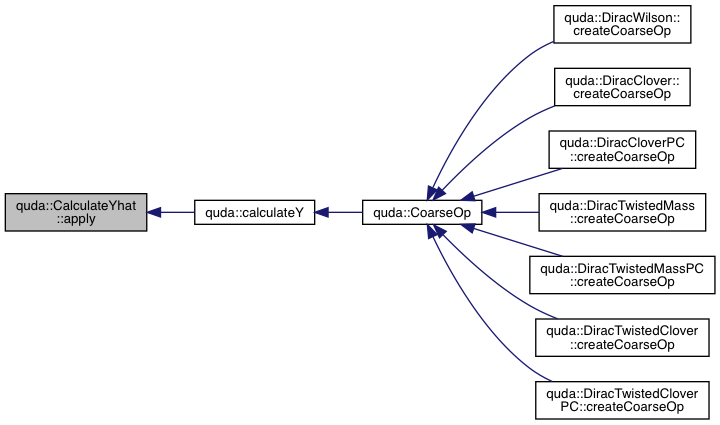 quda::CalculateYhat
::apply
quda::calculateY
quda::CoarseOp
quda::DiracWilson::
createCoarseOp
quda::DiracClover::
createCoarseOp
quda::DiracCloverPC
::createCoarseOp
quda::DiracTwistedMass
::createCoarseOp
quda::DiracTwistedMassPC
::createCoarseOp
quda::DiracTwistedClover
::createCoarseOp
quda::DiracTwistedClover
PC::createCoarseOp